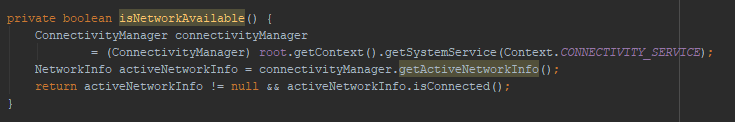 private boolean isNetworkAvailable() {
    ConnectivityManager connectivityManager
            = (ConnectivityManager) root.getContext().getSystemService(Context.CONNECTIVITY_SERVICE);
    NetworkInfo activeNetworkInfo = connectivityManager.getActiveNetworkInfo();
    return activeNetworkInfo != null && activeNetworkInfo.isConnected();
}